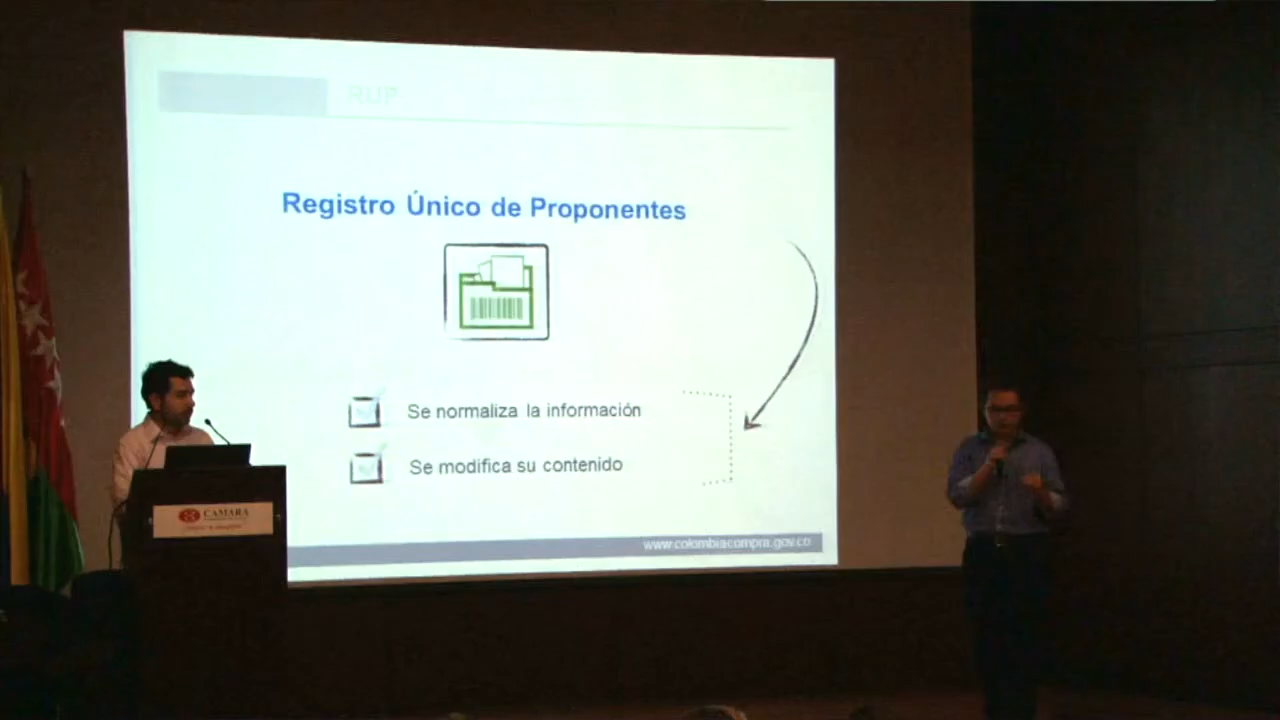 RUP
Registro Único de Proponentes
Se normaliza la información
Se modifica su contenido
www.colombiacompra.gov.co
CAMARA